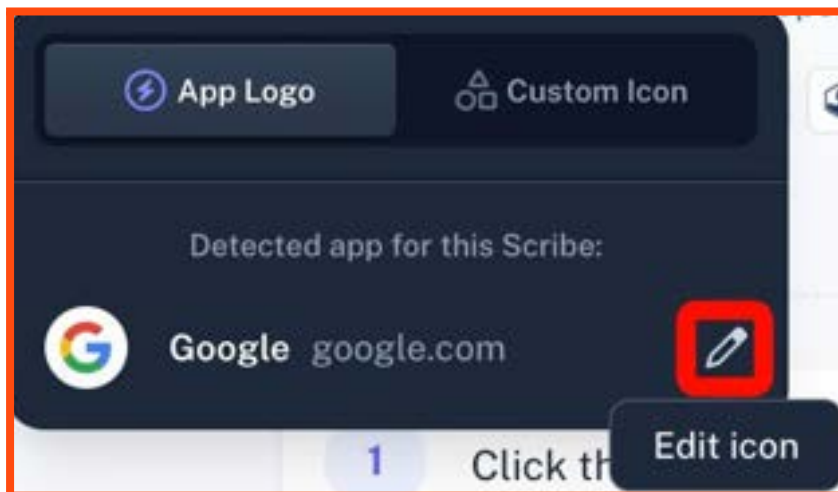 App Logo
Custom Icon
Detected app for this Scribe:
Google google.com
Edit icon
1
Click th